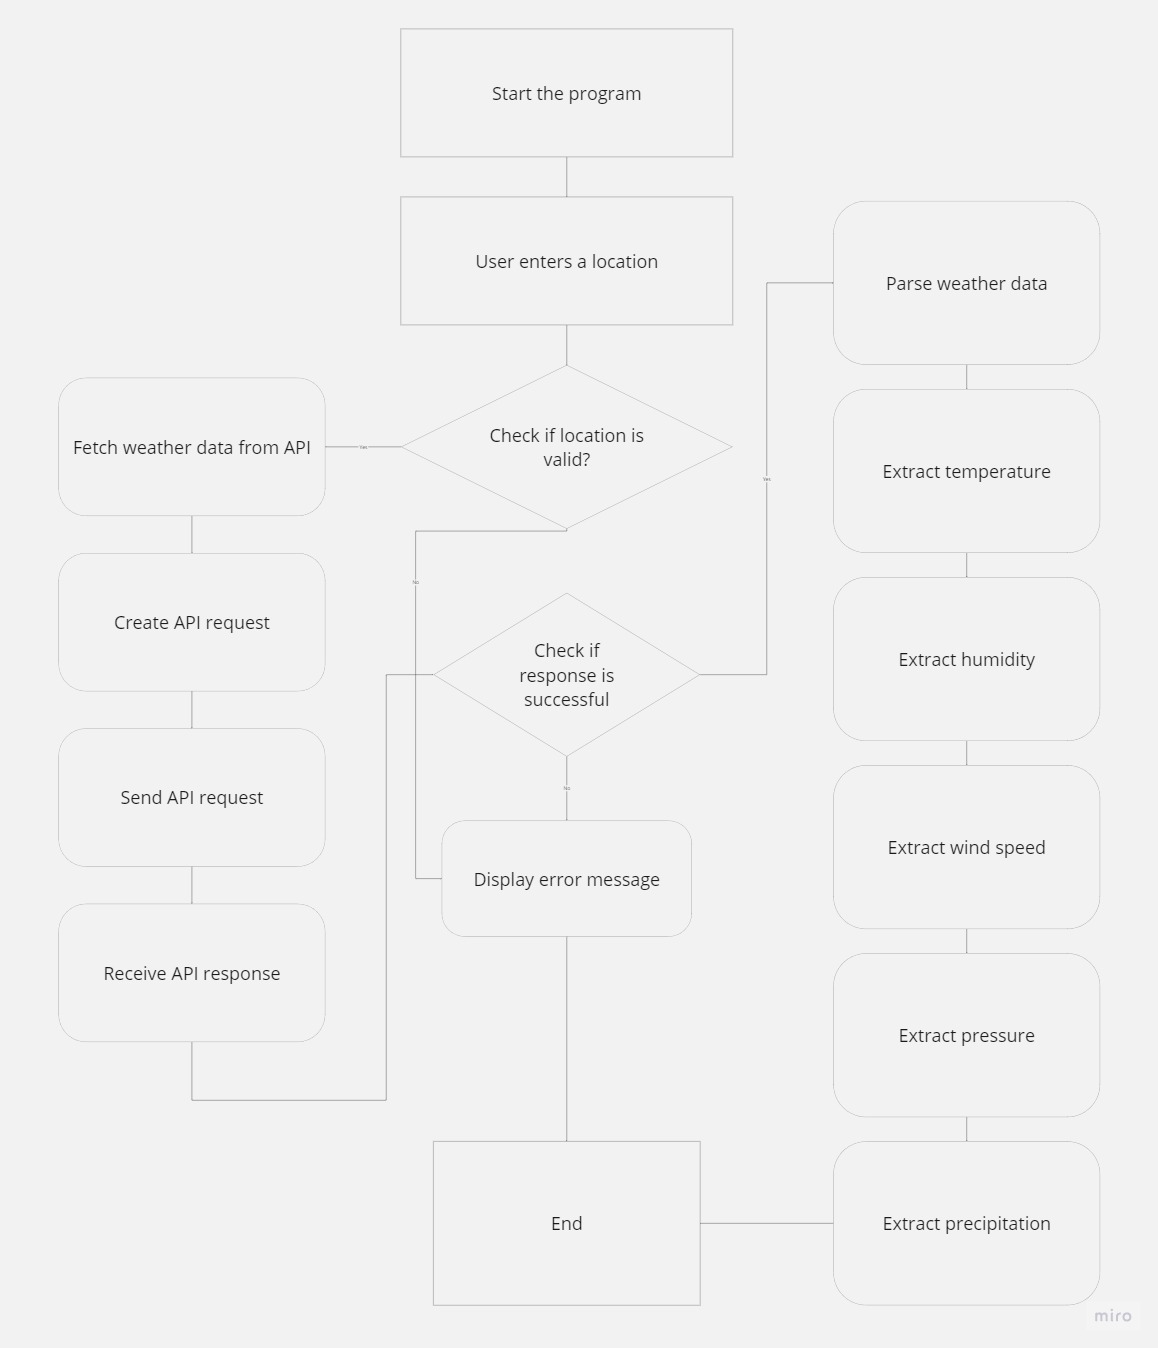 Start the program
User enters a location
Check if location is
valid?
Yes
Fetch weather data from API
Create API request
Send API request
Receive API response
No
Check if
response is
successful
No
Display error message
Yes
Parse weather data
Extract temperature
Extract humidity
Extract wind speed
Extract pressure
Extract precipitation
End
miro